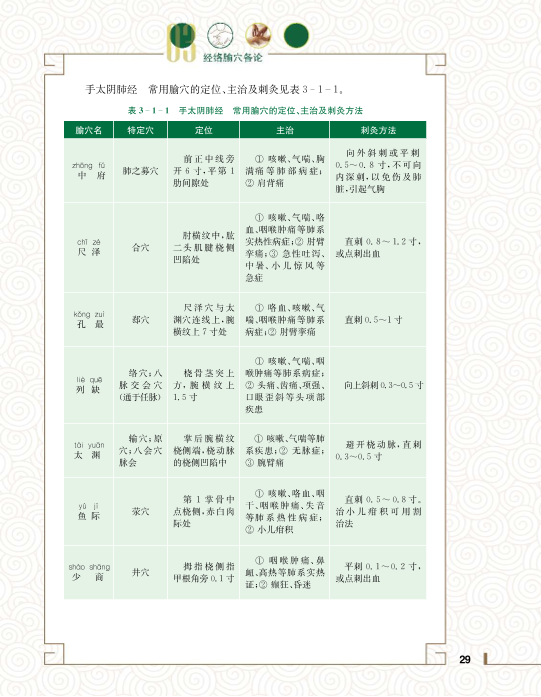 03
经络腧穴各论
手太阴肺经　常用腧穴的定位、主治及刺灸见表3-1-1。
表3-1-1　手太阴肺经　常用腧穴的定位、主治及刺灸方法
腧穴名　特定穴　定位　主治　刺灸方法
zhōng fǔ
中　府
肺之募穴
前正中线旁
开6寸,平第1
肋间隙处
① 咳嗽、气喘、胸
满痛等肺部病症;
② 肩背痛
向外斜刺或平刺
0.5～0.8寸,不可向
内深刺,以免伤及肺
脏,引起气胸
chǐ zé
尺　泽
合穴
肘横纹中,肱
二头肌腱桡侧
凹陷处
① 咳嗽、气喘、咯
血、咽喉肿痛等肺系
实热性病症;② 肘臂
挛痛;③ 急性吐泻、
中暑、小儿惊风等
急症
直刺0.8～1.2寸,
或点刺出血
kǒng zuì
孔　最
郄穴
尺泽穴与太
渊穴连线上,腕
横纹上7寸处
① 咯血、咳嗽、气
喘、咽喉肿痛等肺系
病症;② 肘臂挛痛
直刺0.5～1寸
liè quē
列　缺
络穴;八
脉交会穴
(通于任脉)
桡骨茎突上
方,腕横纹上
1.5寸
① 咳嗽、气喘、咽
喉肿痛等肺系病症;
② 头痛、齿痛、项强、
口眼歪斜等头项部
疾患
向上斜刺0.3～0.5寸
tài yuān
太　渊
输穴;原
穴;八会穴
脉会
掌后腕横纹
桡侧端,桡动脉
的桡侧凹陷中
① 咳嗽、气喘等肺
系疾患;② 无脉症;
③ 腕臂痛
避开桡动脉,直刺
0.3～0.5寸
yú jì
鱼　际
荥穴
第1掌骨中
点桡侧,赤白肉
际处
① 咳嗽、咯血、咽
干、咽喉肿痛、失音
等肺系热性病症;
② 小儿疳积
直刺0.5～0.8寸。
治小儿疳积可用割
治法
shào shāng
少　商
井穴
拇指桡侧指
甲根角旁0.1寸
① 咽喉肿痛、鼻
衄、高热等肺系实热
证;② 癫狂、昏迷
平刺0.1～0.2寸,
或点刺出血
29